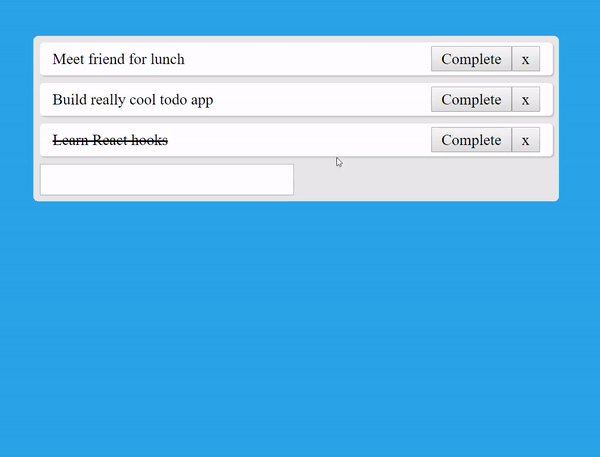 Meet friend for lunch Complete x
Build really cool todo app Complete x
Learn React hooks Complete x